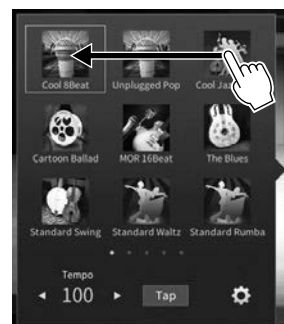 Cool 8Beat Unplugged Pop Cool Ja
Cartoon Ballad MOR 16Beat The Blues
Standard Swing Standard Waltz Standard Rumba
Tempo
100 Tap